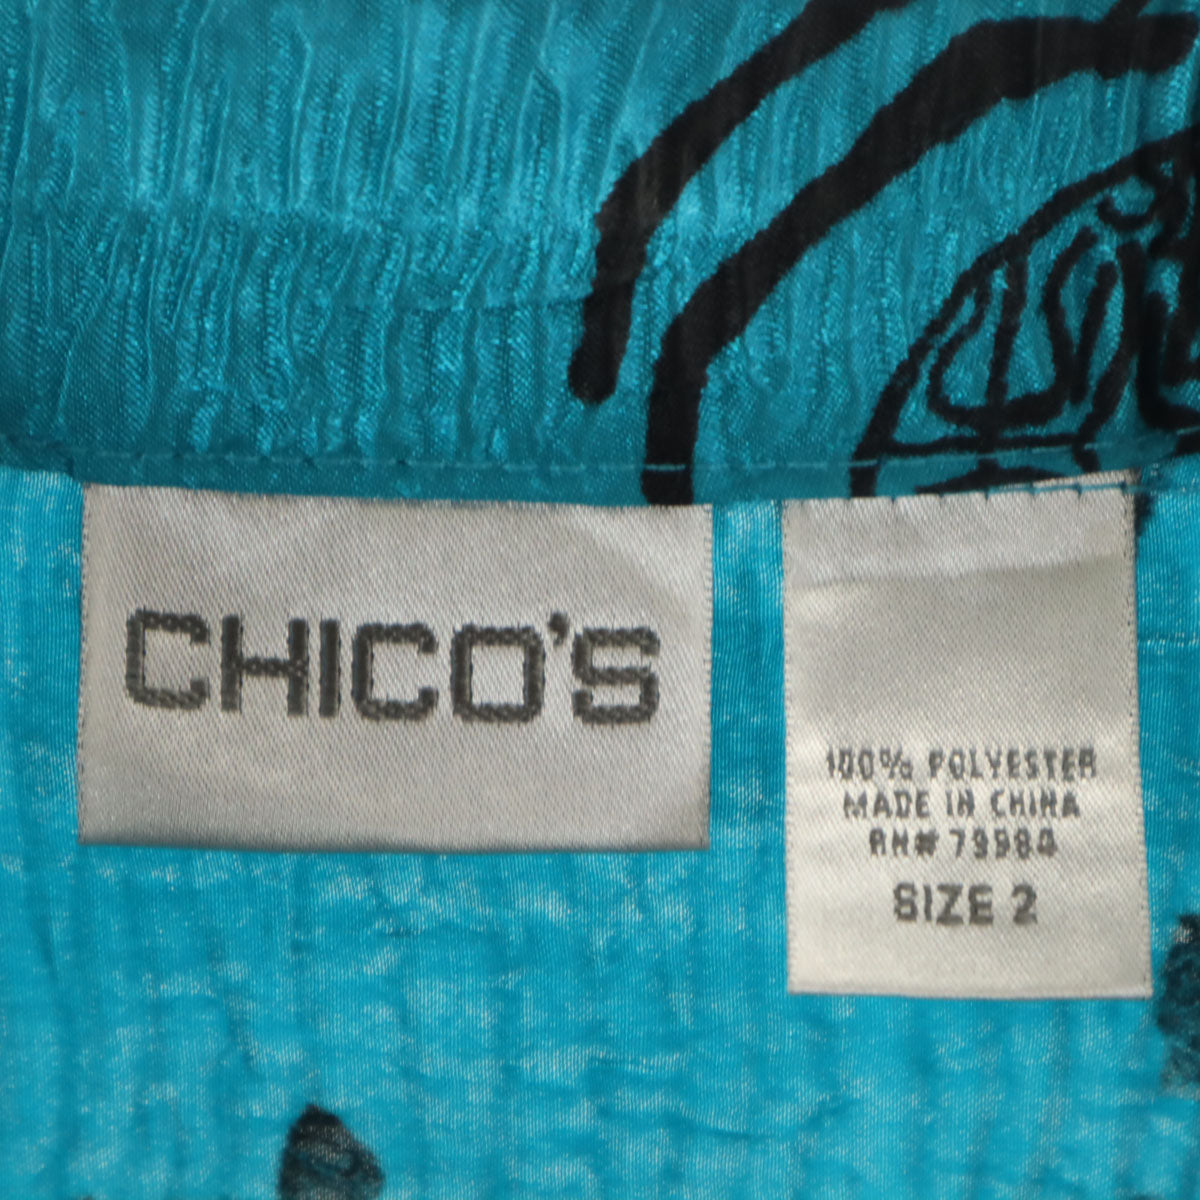 CHICO'S
100% POLYESTER
MADE IN CHINA
RN# 79984
SIZE 2